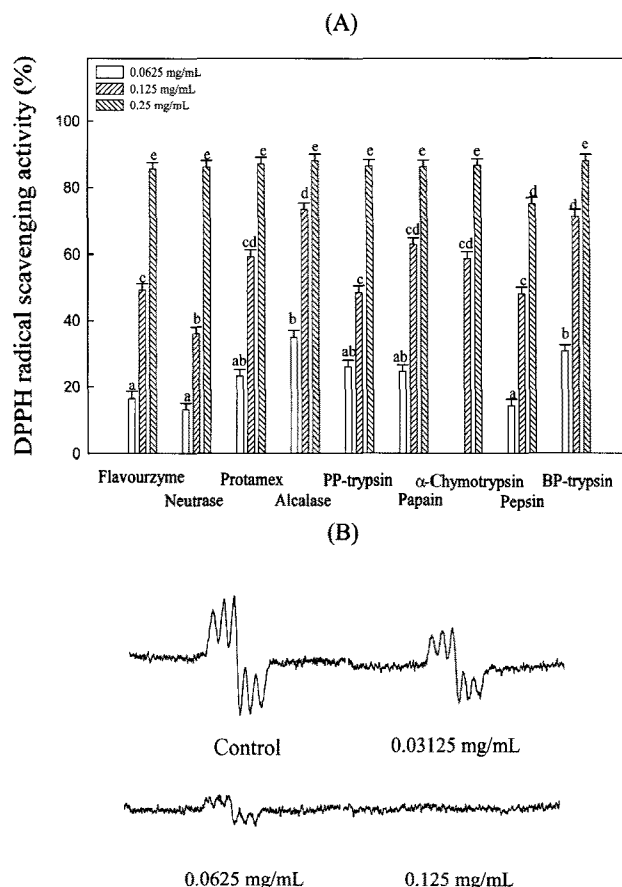 (A)
DPPH radical scavenging activity (%)
0.0625 mg/mL
0.125 mg/mL
0.25 mg/mL
100
80
60
40
20
0
a c e
a b e
ab cd e
b d e
ab c e
ab cd e
cd e
a c d
b d e
Flavourzyme Protamex PP-trypsin α-Chymotrypsin BP-trypsin
Neutrase Alcalase Papain Pepsin
(B)
Control 0.03125 mg/mL
0.0625 mg/mL 0.125 mg/mL